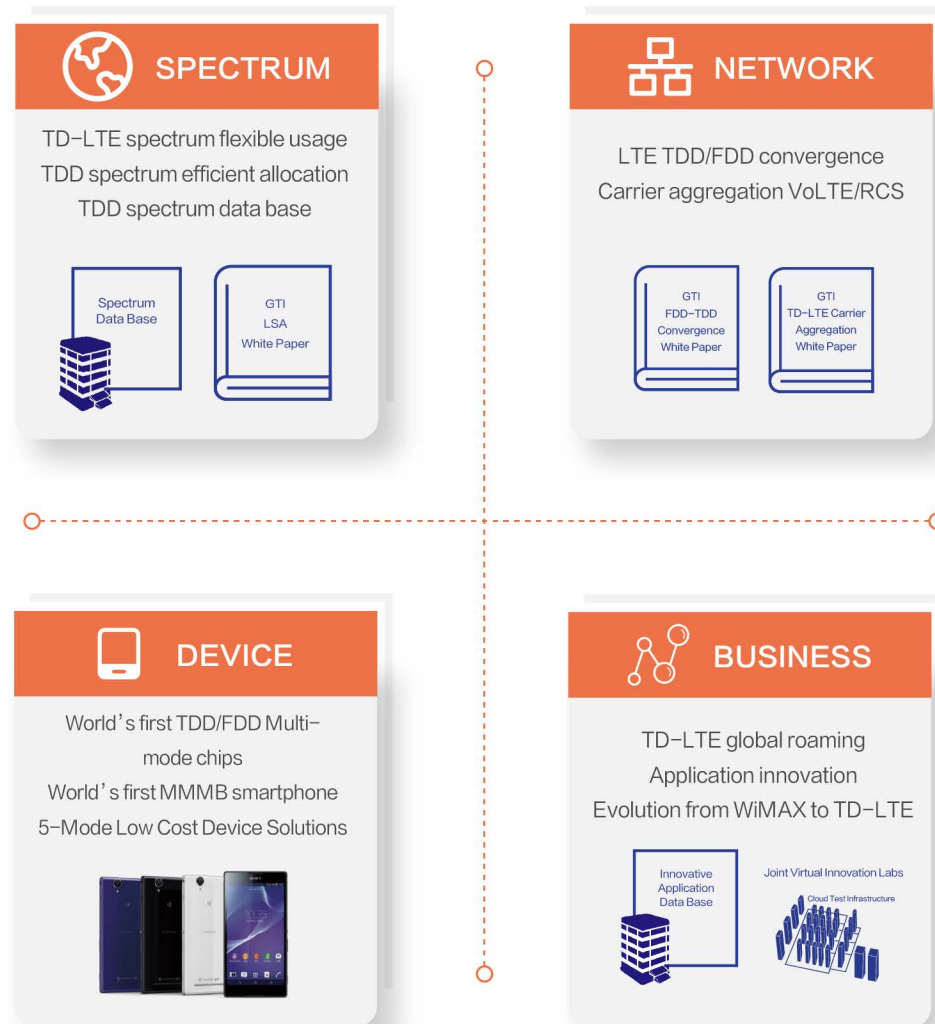 SPECTRUM
TD-LTE spectrum flexible usage
TDD spectrum efficient allocation
TDD spectrum data base
Spectrum
Data Base
GTI
LSA
White Paper
NETWORK
LTE TDD/FDD convergence
Carrier aggregation VoLTE/RCS
GTI
FDD-TDD
Convergence
White Paper
GTI
TD-LTE Carrier
Aggregation
White Paper
DEVICE
World's first TDD/FDD Multi-
mode chips
World's first MMMB smartphone
5-Mode Low Cost Device Solutions
BUSINESS
TD-LTE global roaming
Application innovation
Evolution from WiMAX to TD-LTE
Innovative
Application
Data Base
Joint Virtual Innovation Labs
Cloud Test Infrastructure